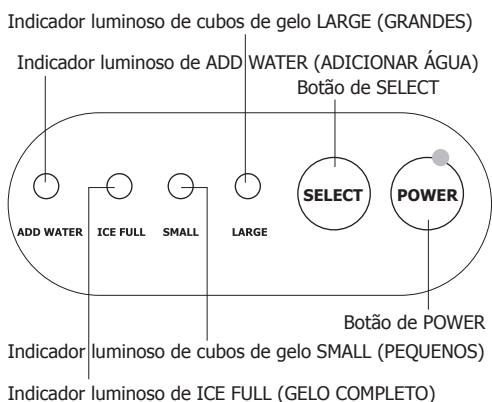 Indicador luminoso de cubos de gelo LARGE (GRANDES)
Indicador luminoso de ADD WATER (ADICIONAR ÁGUA)
Botão de SELECT
SELECT
POWER
ADD WATER
ICE FULL
SMALL
LARGE
Botão de POWER
Indicador luminoso de cubos de gelo SMALL (PEQUENOS)
Indicador luminoso de ICE FULL (GELO COMPLETO)